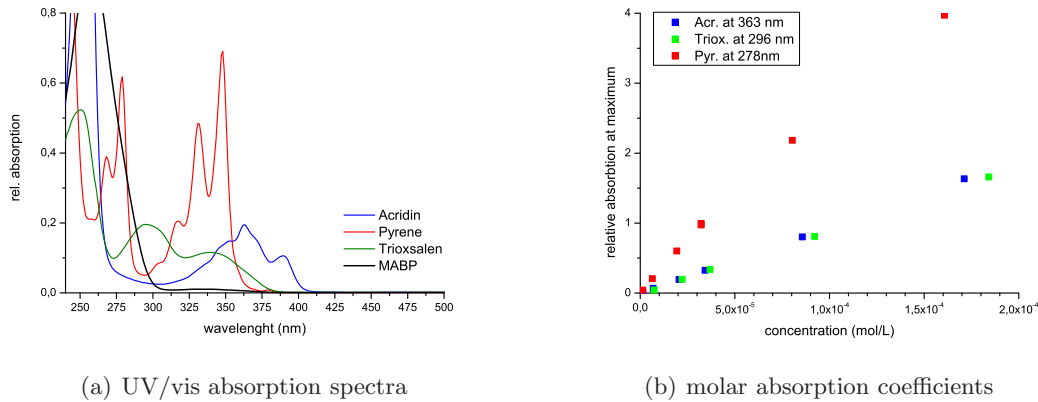 0,8
0,6
0,4
0,2
0,0
250 275 300 325 350 375 400 425 450 475 500
rel. absorption
wavelenght (nm)
Acridin
Pyrene
Trioxsalen
MABP
4
3
2
1
0
0,0 5,0x10-5 1,0x10-4 1,5x10-4 2,0x10-4
relative absorbtion at maximum
concentration (mol/L)
Acr. at 363 nm
Triox. at 296 nm
Pyr. at 278nm
(a) UV/vis absorption spectra
(b) molar absorption coefficients